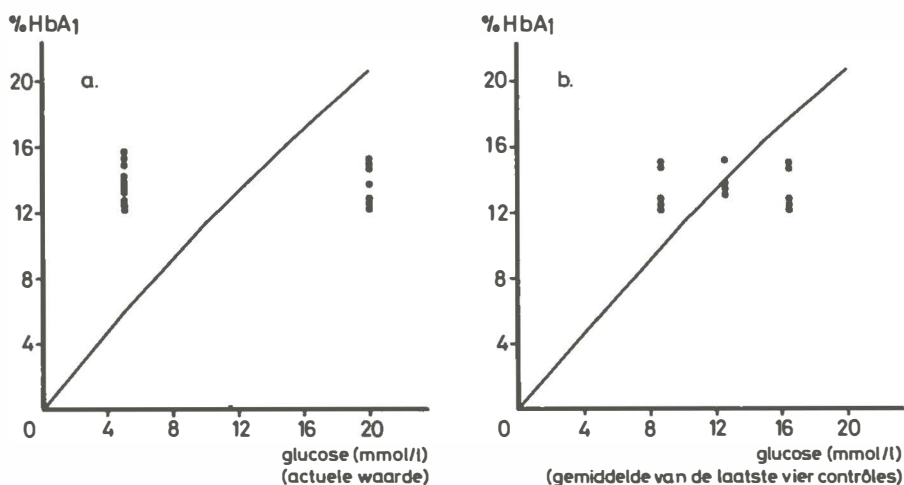 %HbA1
20
16
12
8
4
0
a.
4 8 12 16 20
glucose (mmol/l)
(actuele waarde)
%HbA1
20
16
12
8
4
0
b.
4 8 12 16 20
glucose (mmol/l)
(gemiddelde van de laatste vier contrôles)